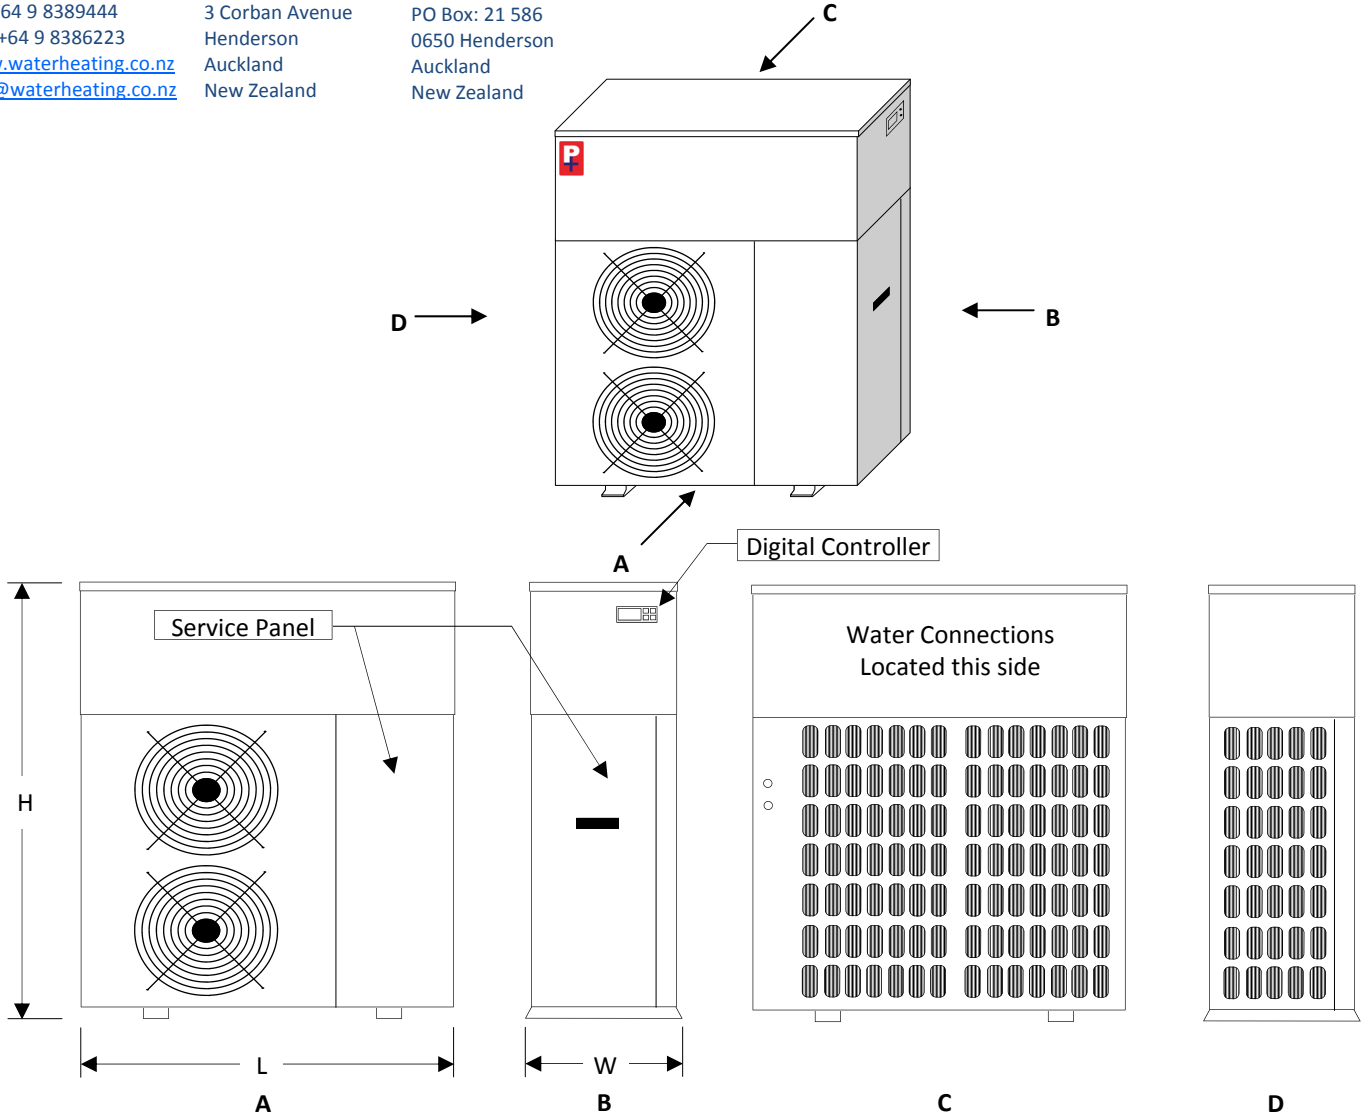 64 9 8389444
+64 9 8386223
.waterheating.co.nz
@waterheating.co.nz
3 Corban Avenue
Henderson
Auckland
New Zealand
PO Box: 21 586
0650 Henderson
Auckland
New Zealand
C
P+
D
B
A
Digital Controller
Service Panel
Water Connections
Located this side
H
L
W
A
B
C
D